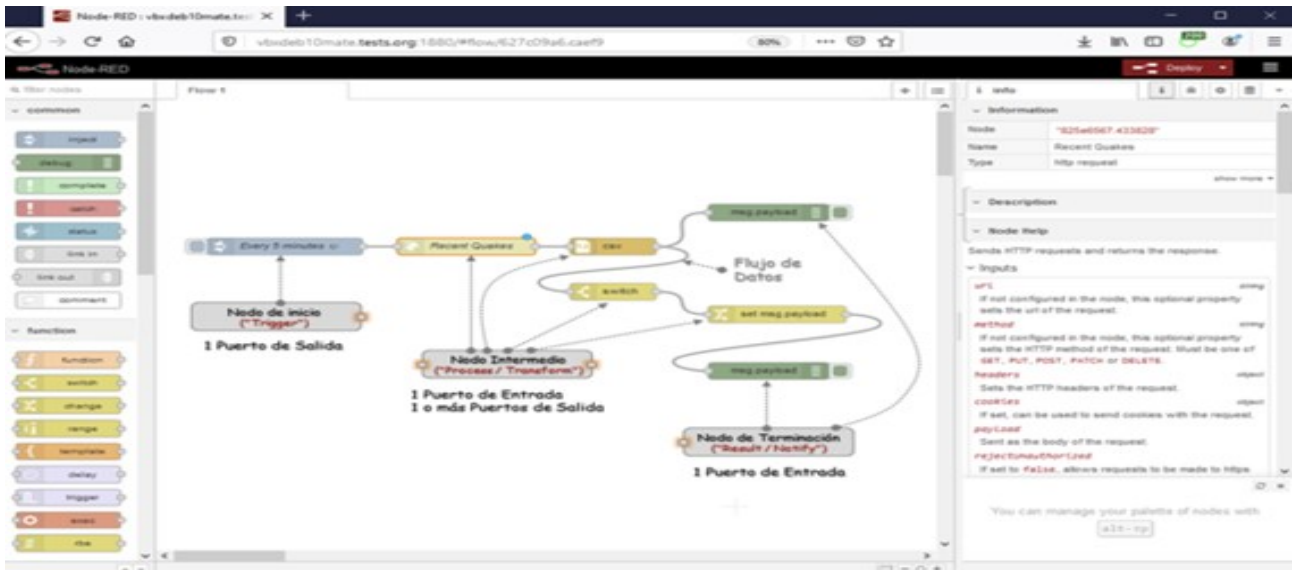 Node-RED : vbxdeb10mate.tes
vbxdeb10mate.tests.org:1880/#flow/627c09a6.caef9
80%
Node-RED
Deploy
filter nodes
Flow 1
info
common
inject
debug
complete
catch
status
link in
link out
comment
function
function
switch
change
range
template
delay
trigger
exec
rbe
Every 5 minutes
Recent Quakes
csv
msg.payload
Flujo de
Datos
switch
set msg.payload
msg.payload
Nodo de inicio
("Trigger")
1 Puerto de Salida
Nodo Intermedio
("Process / Transform")
1 Puerto de Entrada
1 o más Puertos de Salida
Nodo de Terminación
("Result / Notify")
1 Puerto de Entrada
Information
Node
Name Recent Quakes
Type http request
show more
Description
Node Help
Sends HTTP requests and returns the response.
Inputs
url string
If not configured in the node, this optional property
sets the url of the request.
method string
If not configured in the node, this optional property
sets the HTTP method of the request. Must be one of
GET, PUT, POST, PATCH or DELETE.
headers object
Sets the HTTP headers of the request.
cookies object
If set, can be used to send cookies with the request.
payload
Sent as the body of the request.
rejectUnauthorized
If set to false, allows requests to be made to https
You can manage your palette of nodes with